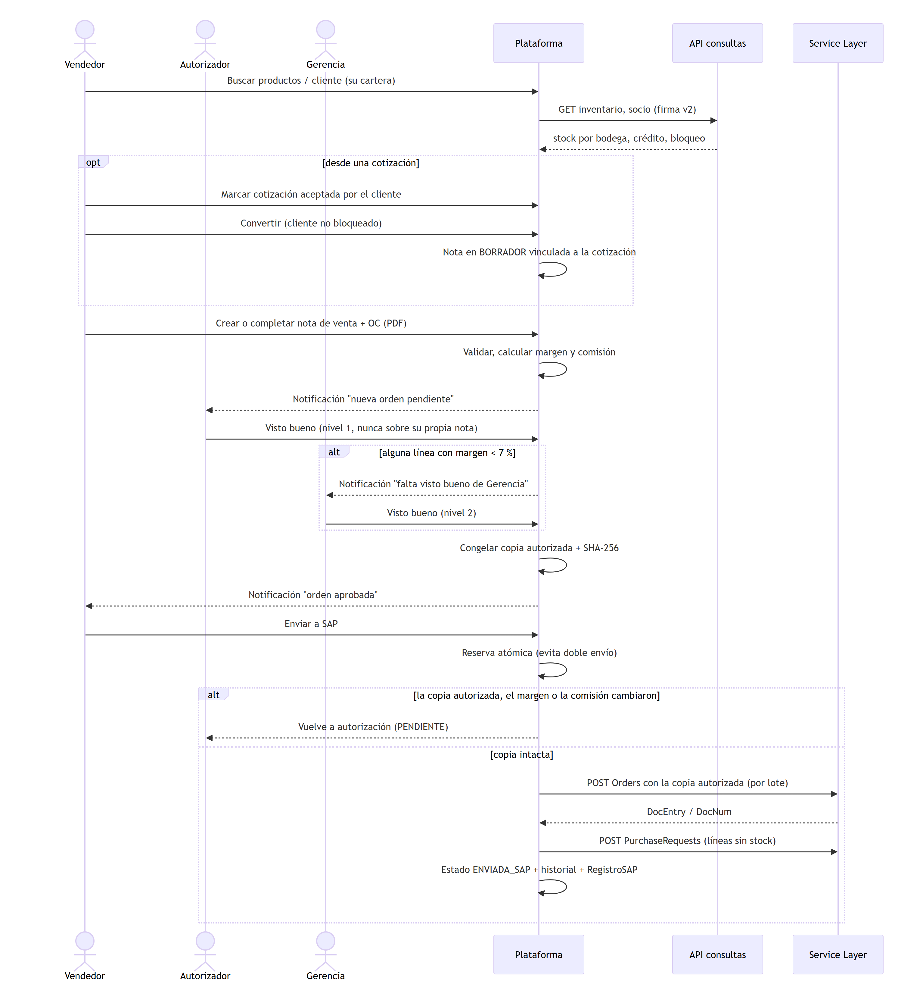 Vendedor
Autorizador
Gerencia
Plataforma
API consultas
Service Layer
Buscar productos / cliente (su cartera)
GET inventario, socio (firma v2)
stock por bodega, crédito, bloqueo
opt
[desde una cotización]
Marcar cotización aceptada por el cliente
Convertir (cliente no bloqueado)
Nota en BORRADOR vinculada a la cotización
Crear o completar nota de venta + OC (PDF)
Validar, calcular margen y comisión
Notificación "nueva orden pendiente"
Visto bueno (nivel 1, nunca sobre su propia nota)
alt
[alguna línea con margen < 7 %]
Notificación "falta visto bueno de Gerencia"
Visto bueno (nivel 2)
Congelar copia autorizada + SHA-256
Notificación "orden aprobada"
Enviar a SAP
Reserva atómica (evita doble envío)
alt
[la copia autorizada, el margen o la comisión cambiaron]
Vuelve a autorización (PENDIENTE)
[copia intacta]
POST Orders con la copia autorizada (por lote)
DocEntry / DocNum
POST PurchaseRequests (líneas sin stock)
Estado ENVIADA_SAP + historial + RegistroSAP
Vendedor
Autorizador
Gerencia
Plataforma
API consultas
Service Layer